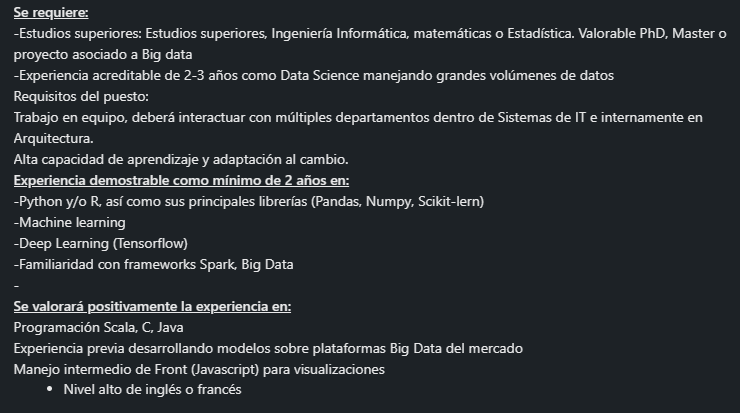 Se requiere:
-Estudios superiores: Estudios superiores, Ingeniería Informática, matemáticas o Estadística. Valorable PhD, Master o
proyecto asociado a Big data
-Experiencia acreditable de 2-3 años como Data Science manejando grandes volúmenes de datos
Requisitos del puesto:
Trabajo en equipo, deberá interactuar con múltiples departamentos dentro de Sistemas de IT e internamente en
Arquitectura.
Alta capacidad de aprendizaje y adaptación al cambio.
Experiencia demostrable como mínimo de 2 años en:
-Python y/o R, así como sus principales librerías (Pandas, Numpy, Scikit-lern)
-Machine learning
-Deep Learning (Tensorflow)
-Familiaridad con frameworks Spark, Big Data
-
Se valorará positivamente la experiencia en:
Programación Scala, C, Java
Experiencia previa desarrollando modelos sobre plataformas Big Data del mercado
Manejo intermedio de Front (Javascript) para visualizaciones
• Nivel alto de inglés o francés